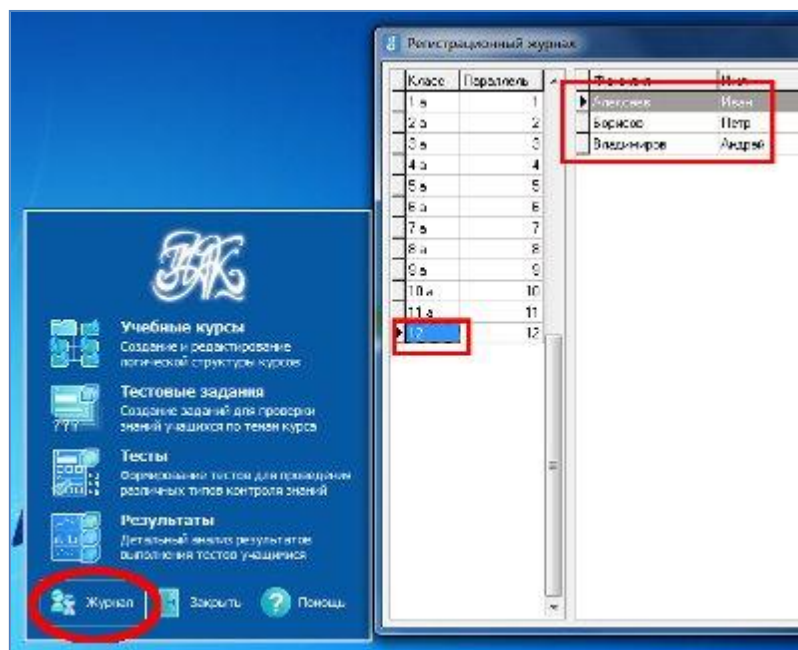 Регистрационный журнал
Класс Параллель Фамилия Имя
1 а 1 Алексеев Иван
2 а 2 Борисов Петр
3 а 3 Владимиров Андрей
4 а 4
5 а 5
6 а 6
7 а 7
8 а 8
9 а 9
10 а 10
11 а 11
12 12
Учебные курсы
Создание и редактирование
логической структуры курсов
Тестовые задания
Создание заданий для проверки
знаний учащихся по темам курса
Тесты
Формирование тестов для проведения
различных типов контроля знаний
Результаты
Детальный анализ результатов
выполнения тестов учащимися
Журнал Закрыть Помощь